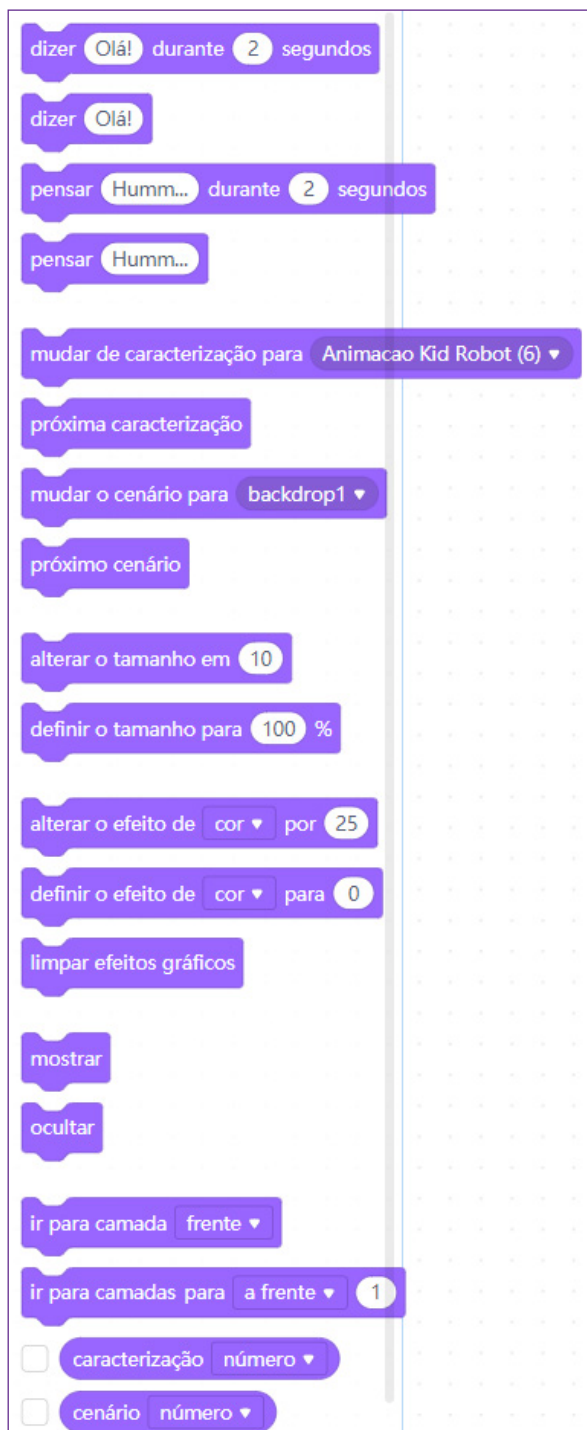 dizer Olá! durante 2 segundos
dizer Olá!
pensar Humm... durante 2 segundos
pensar Humm...
mudar de caracterização para Animacao Kid Robot (6)
próxima caracterização
mudar o cenário para backdrop1
próximo cenário
alterar o tamanho em 10
definir o tamanho para 100 %
alterar o efeito de cor por 25
definir o efeito de cor para 0
limpar efeitos gráficos
mostrar
ocultar
ir para camada frente
ir para camadas para a frente 1
caracterização número
cenário número